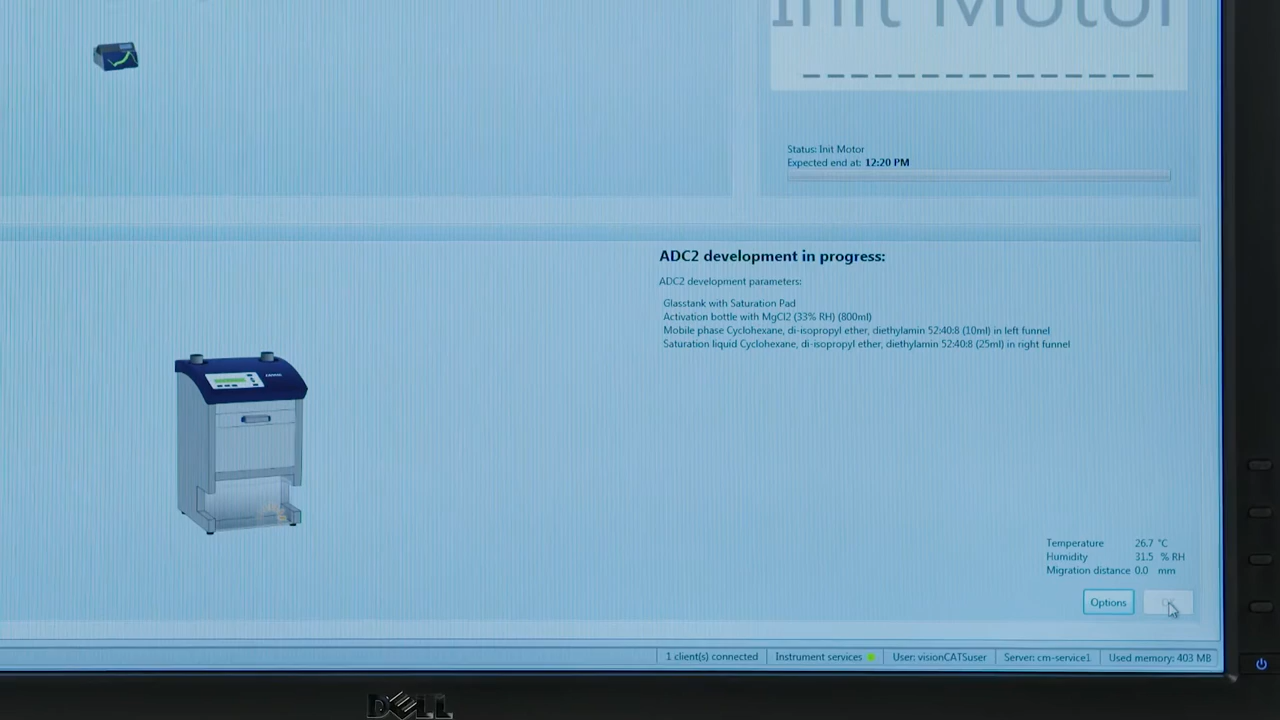 Init Motor
Status: Init Motor
Expected end at: 12:20 PM
ADC2 development in progress:
ADC2 development parameters:
Glasstank with Saturation Pad
Activation bottle with MgCl2 (33% RH) (800ml)
Mobile phase Cyclohexane, di-isopropyl ether, diethylamin 52:40:8 (10ml) in left funnel
Saturation liquid Cyclohexane, di-isopropyl ether, diethylamin 52:40:8 (25ml) in right funnel
Temperature 26.7 °C
Humidity 31.5 % RH
Migration distance 0.0 mm
Options
1 client(s) connected
Instrument services
User: visionCATSuser
Server: cm-service1
Used memory: 403 MB
DELL